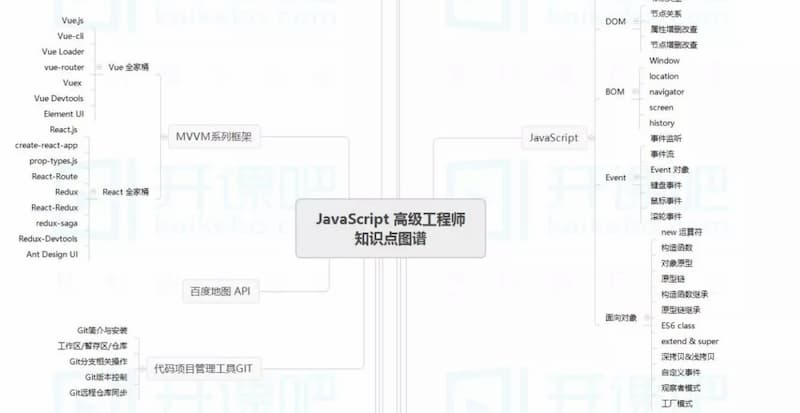 Vue.js
Vue-cli
Vue Loader
vue-router
Vuex
Vue Devtools
Element UI
Vue 全家桶
React.js
create-react-app
prop-types.js
React-Route
Redux
React-Redux
redux-saga
Redux-Devtools
Ant Design UI
React 全家桶
MVVM系列框架
百度地图 API
Git简介与安装
工作区/暂存区/仓库
Git分支相关操作
Git版本控制
Git远程仓库同步
代码项目管理工具GIT
JavaScript 高级工程师
知识点图谱
JavaScript
DOM
节点关系
属性增删改查
节点增删改查
BOM
Window
location
navigator
screen
history
Event
事件监听
事件流
Event 对象
键盘事件
鼠标事件
滚轮事件
面向对象
new 运算符
构造函数
对象原型
原型链
构造函数继承
原型链继承
ES6 class
extend & super
深拷贝&浅拷贝
自定义事件
观察者模式
工厂模式
开课吧
kaikeba.com